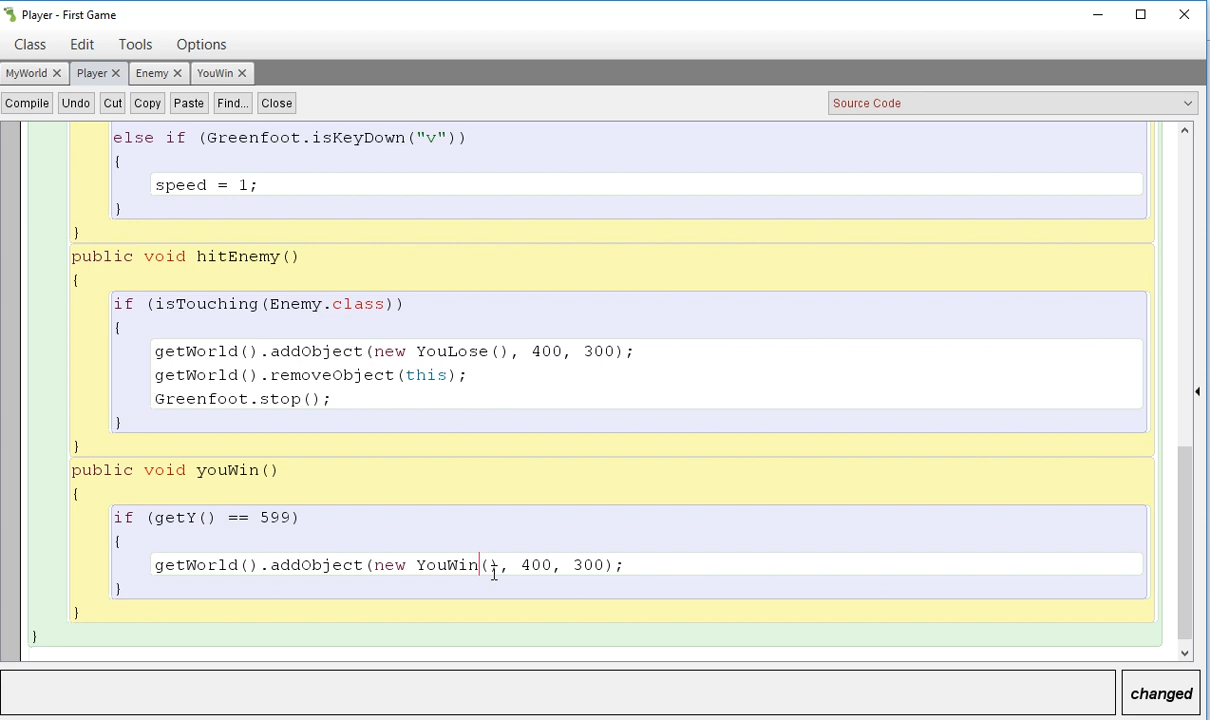 Player - First Game
Class Edit Tools Options
MyWorld Player Enemy YouWin
Compile Undo Cut Copy Paste Find... Close Source Code
else if (Greenfoot.isKeyDown("v"))
{
speed = 1;
}
}
public void hitEnemy()
{
if (isTouching(Enemy.class))
{
getWorld().addObject(new YouLose(), 400, 300);
getWorld().removeObject(this);
Greenfoot.stop();
}
}
public void youWin()
{
if (getY() == 599)
{
getWorld().addObject(new YouWin(), 400, 300);
}
}
}
changed